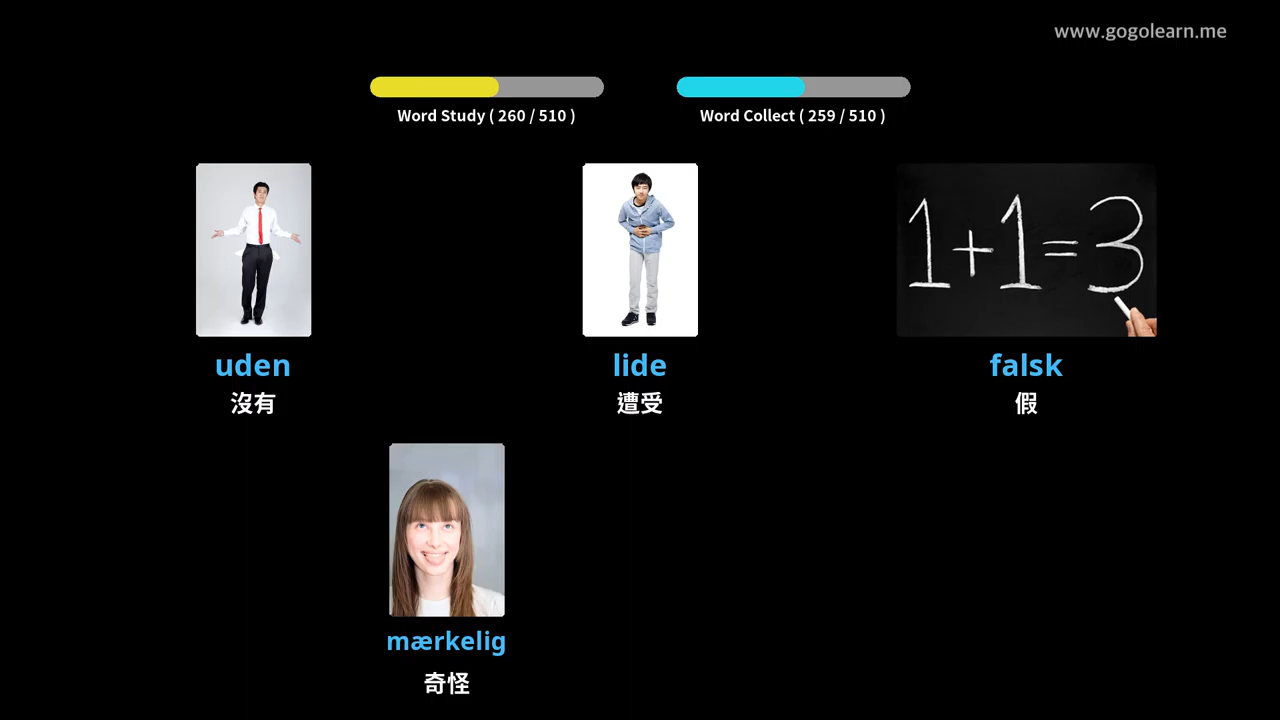 www.gogolearn.me
Word Study ( 260 / 510 )
Word Collect ( 259 / 510 )
1+1=3
uden
沒有
lide
遭受
falsk
假
mærkelig
奇怪